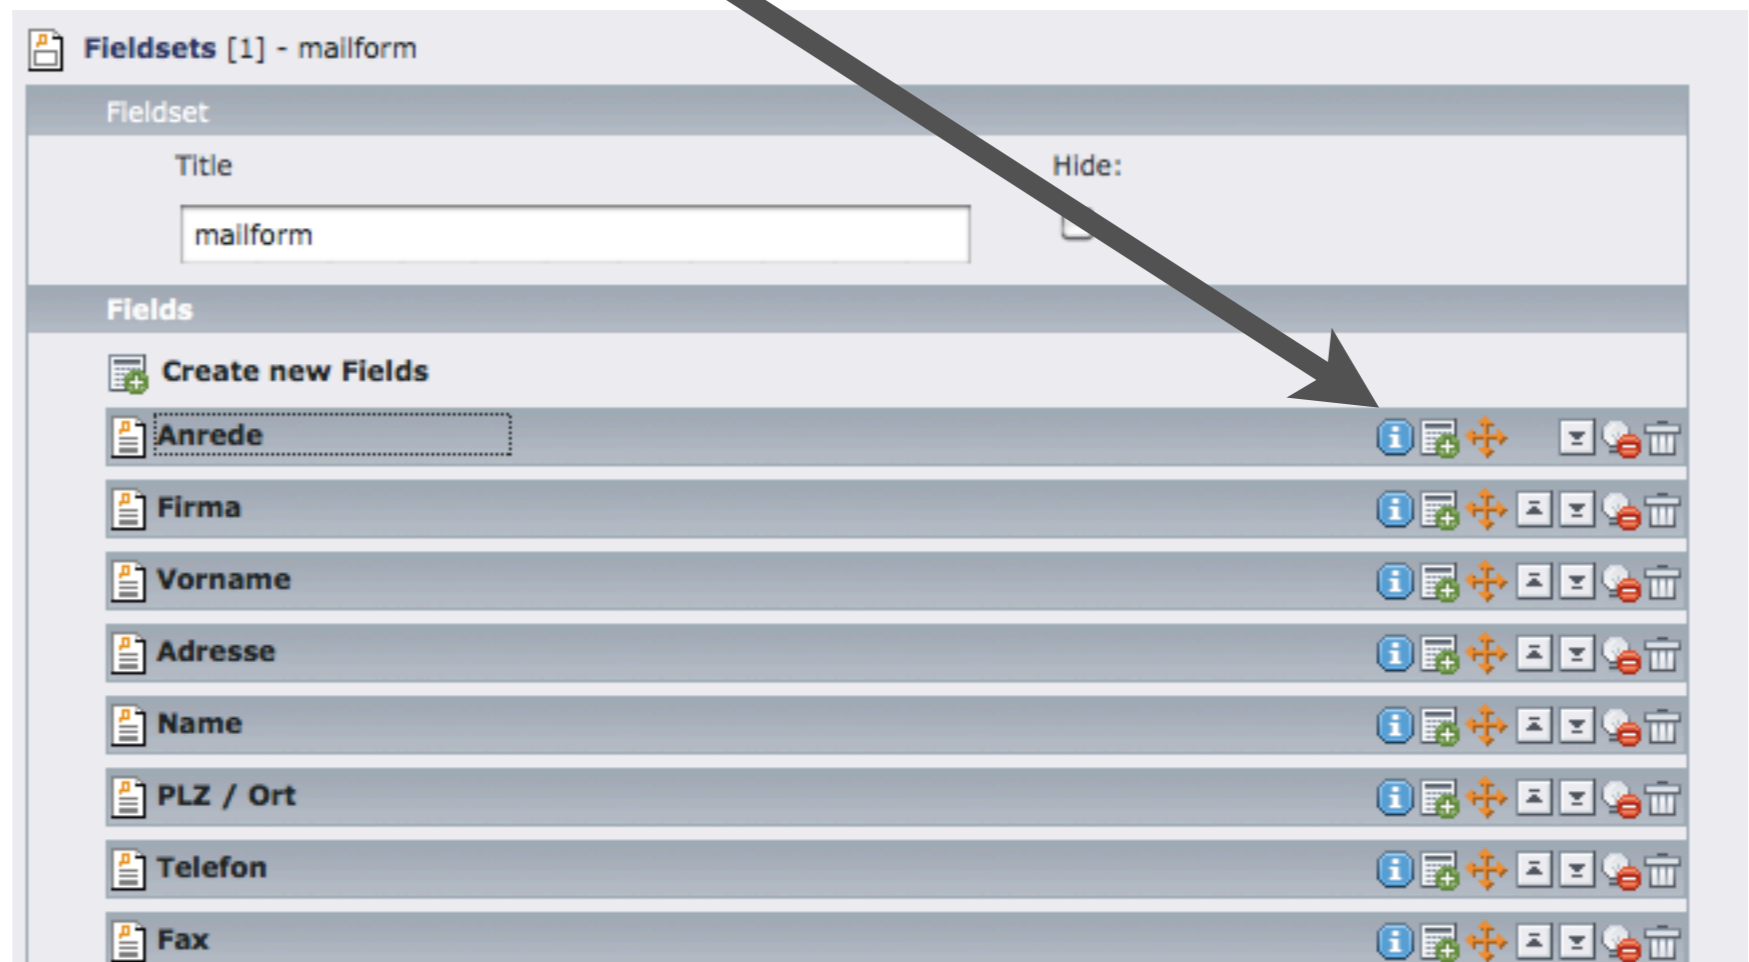 Fieldsets [1] - mailform
Fieldset
Title Hide:
mailform
Fields
Create new Fields
Anrede
Firma
Vorname
Adresse
Name
PLZ / Ort
Telefon
Fax